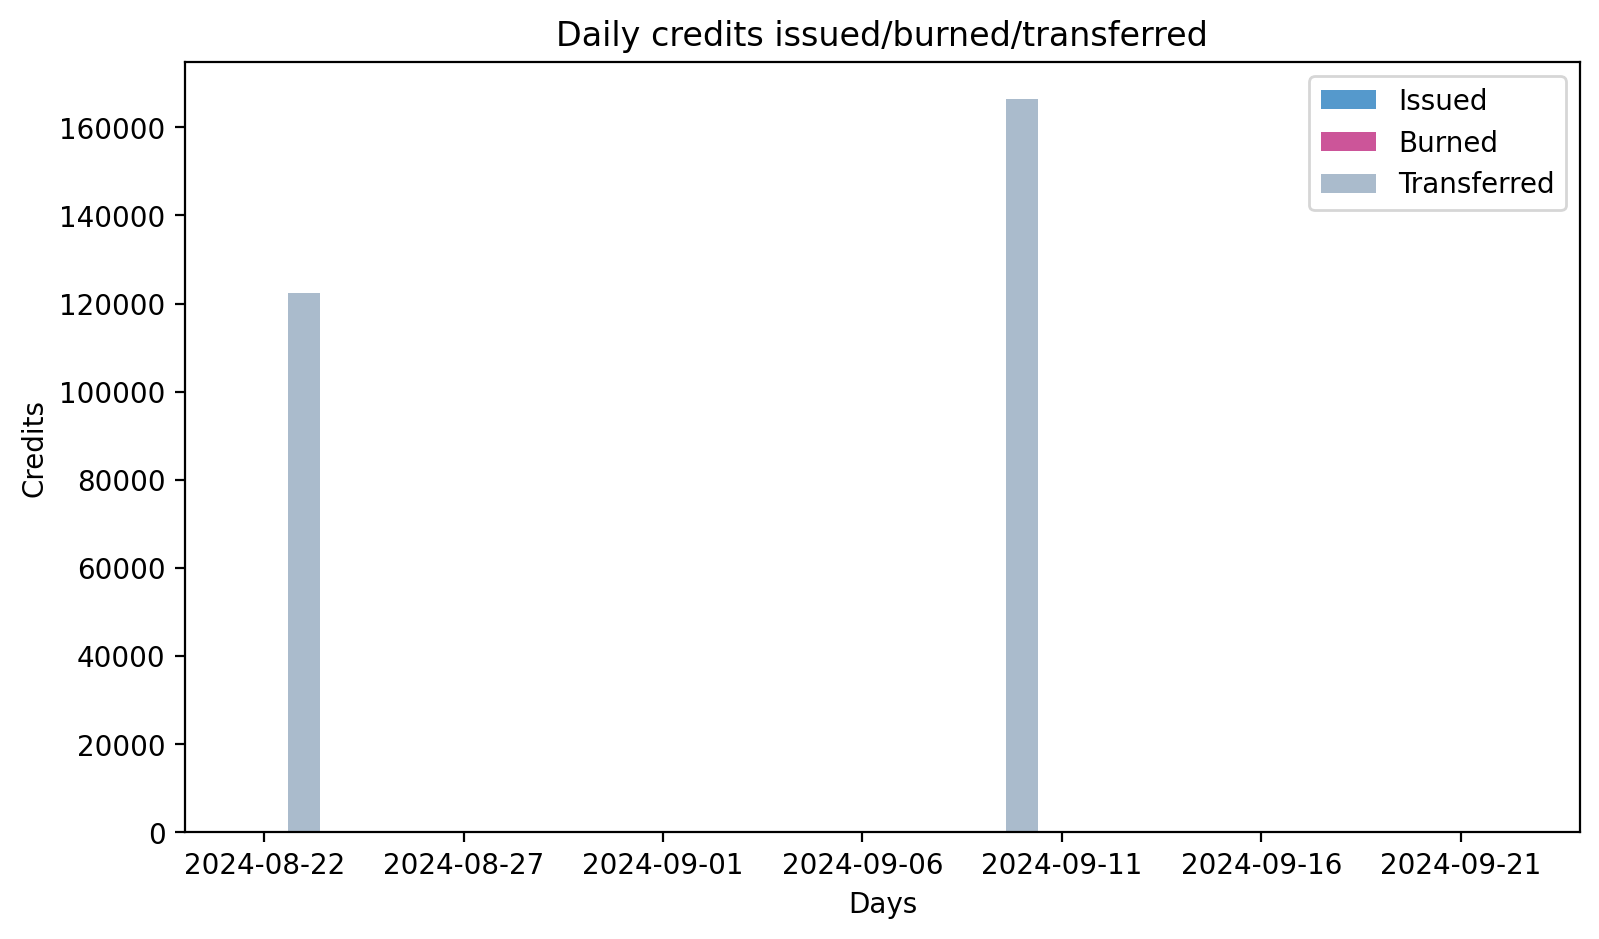 Daily credits issued/burned/transferred
Issued
Burned
Transferred
Credits
160000
140000
120000
100000
80000
60000
40000
20000
0
2024-08-22 2024-08-27 2024-09-01 2024-09-06 2024-09-11 2024-09-16 2024-09-21
Days